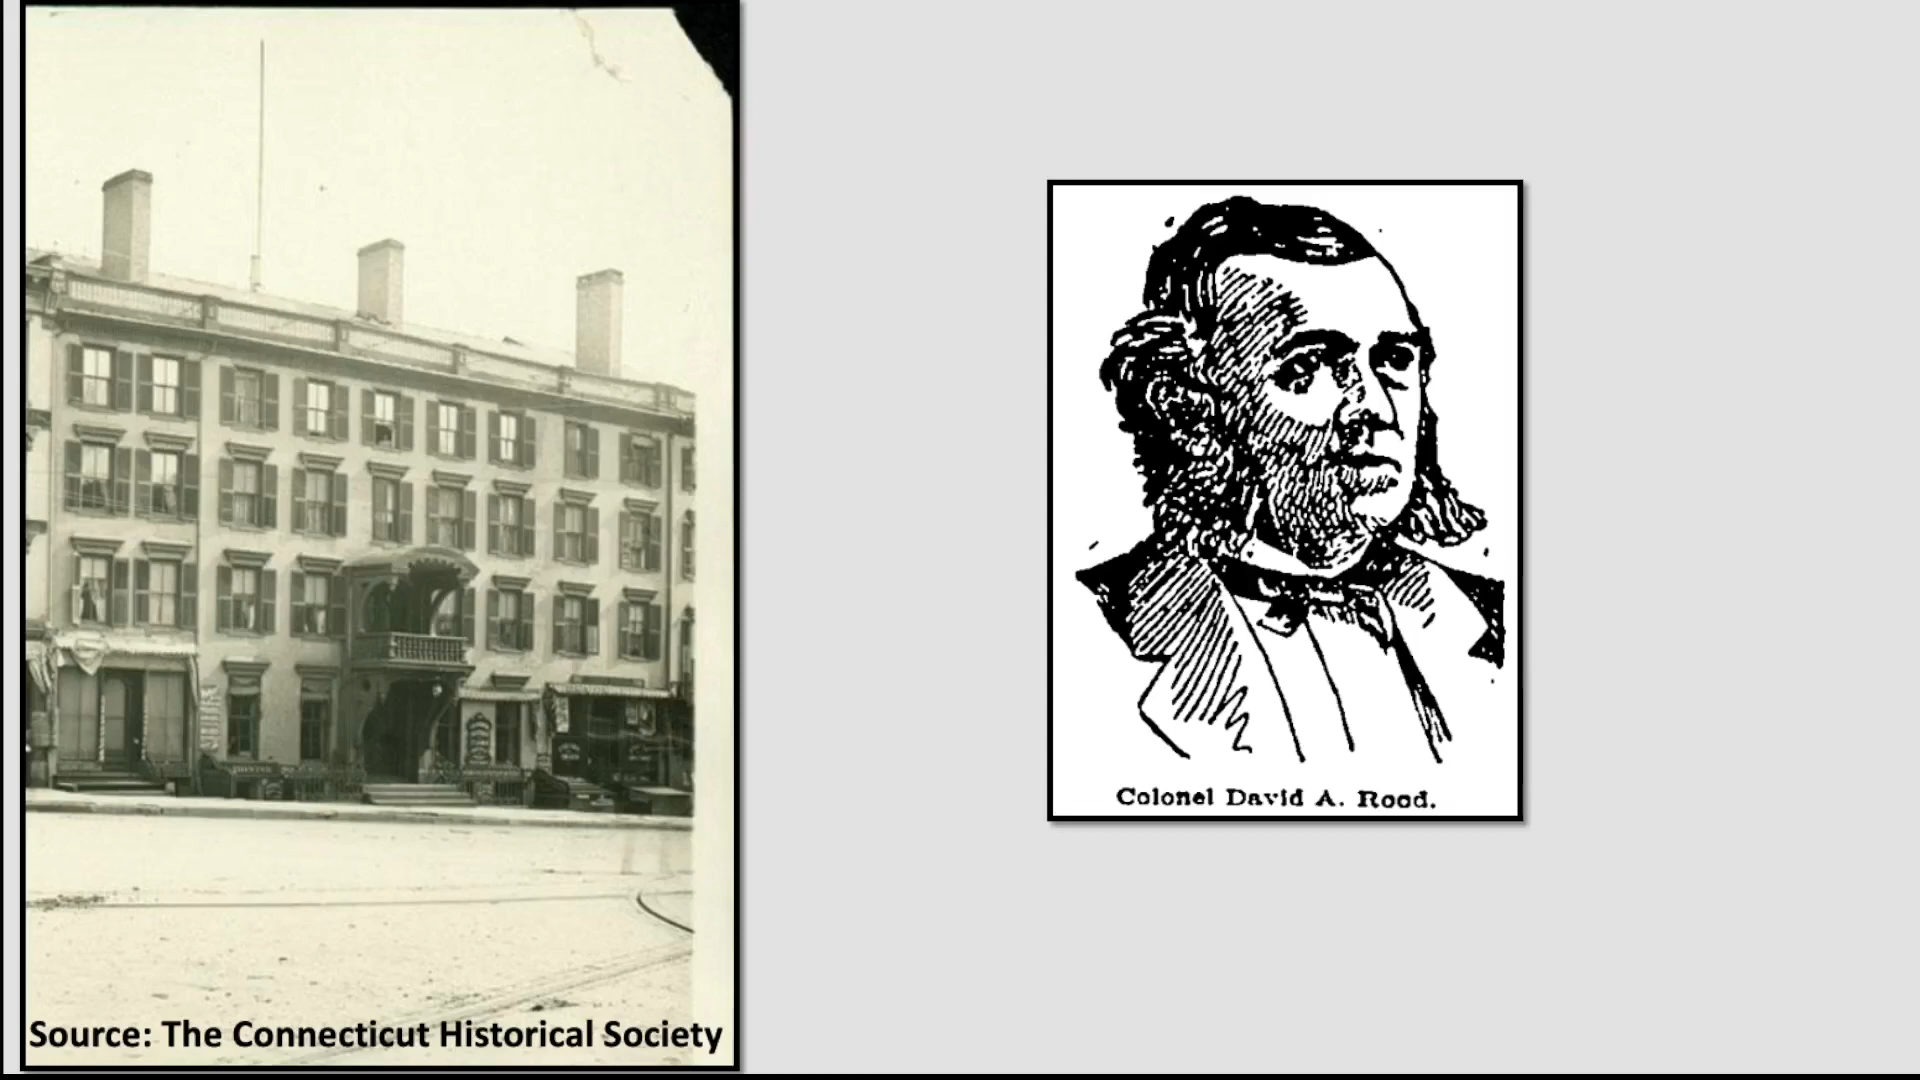 Source: The Connecticut Historical Society
Colonel David A. Rood.